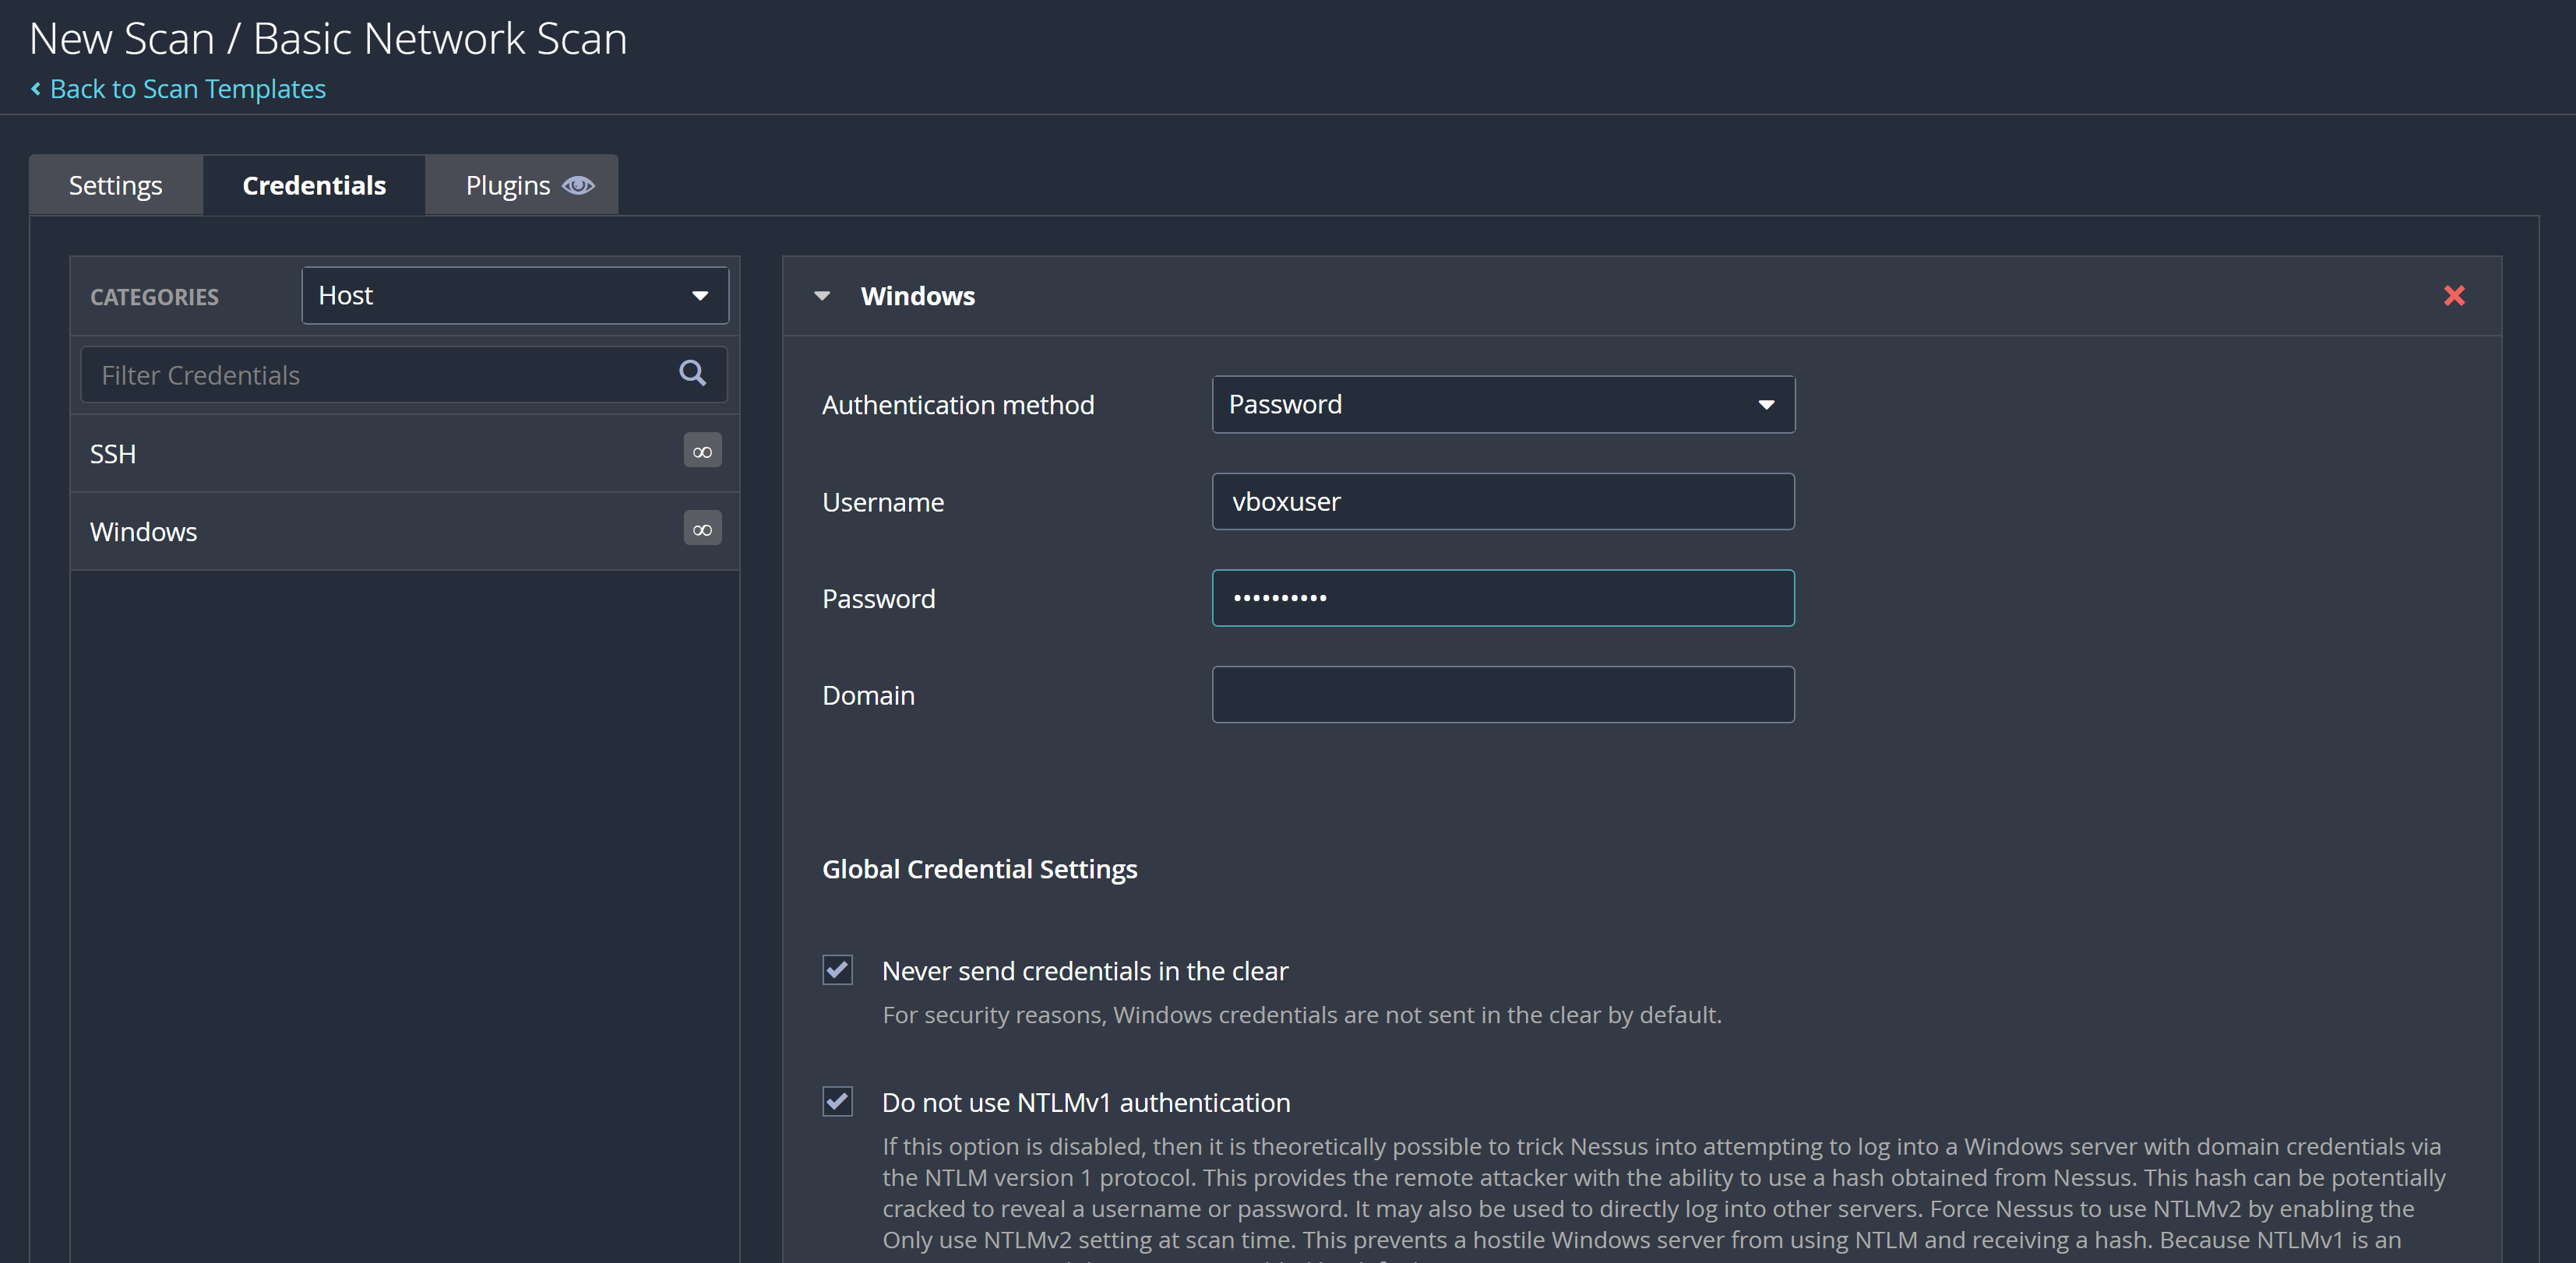 New Scan / Basic Network Scan
Back to Scan Templates
Settings
Credentials
Plugins
CATEGORIES
Host
Filter Credentials
SSH
∞
Windows
∞
Windows
Authentication method
Password
Username
vboxuser
Password
••••••••••
Domain
Global Credential Settings
Never send credentials in the clear
For security reasons, Windows credentials are not sent in the clear by default.
Do not use NTLMv1 authentication
If this option is disabled, then it is theoretically possible to trick Nessus into attempting to log into a Windows server with domain credentials via
the NTLM version 1 protocol. This provides the remote attacker with the ability to use a hash obtained from Nessus. This hash can be potentially
cracked to reveal a username or password. It may also be used to directly log into other servers. Force Nessus to use NTLMv2 by enabling the
Only use NTLMv2 setting at scan time. This prevents a hostile Windows server from using NTLM and receiving a hash. Because NTLMv1 is an